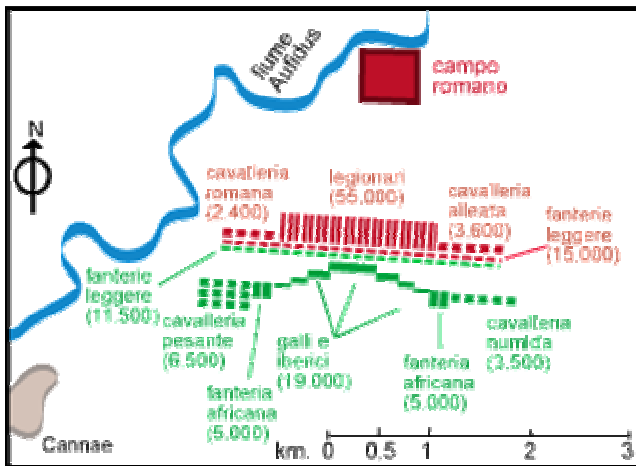 fiume
Aufidus
campo
romano
N
cavalleria
romana
(2.400)
legionari
(55.000)
cavalleria
alleata
(3.600)
fanterie
leggere
(15.000)
fanterie
leggere
(11.500)
cavalleria
pesante
(6.500)
galli e
iberici
(19.000)
cavalleria
numida
(3.500)
fanteria
africana
(5.000)
fanteria
africana
(5.000)
Cannae
km. 0 0.5 1 2 3